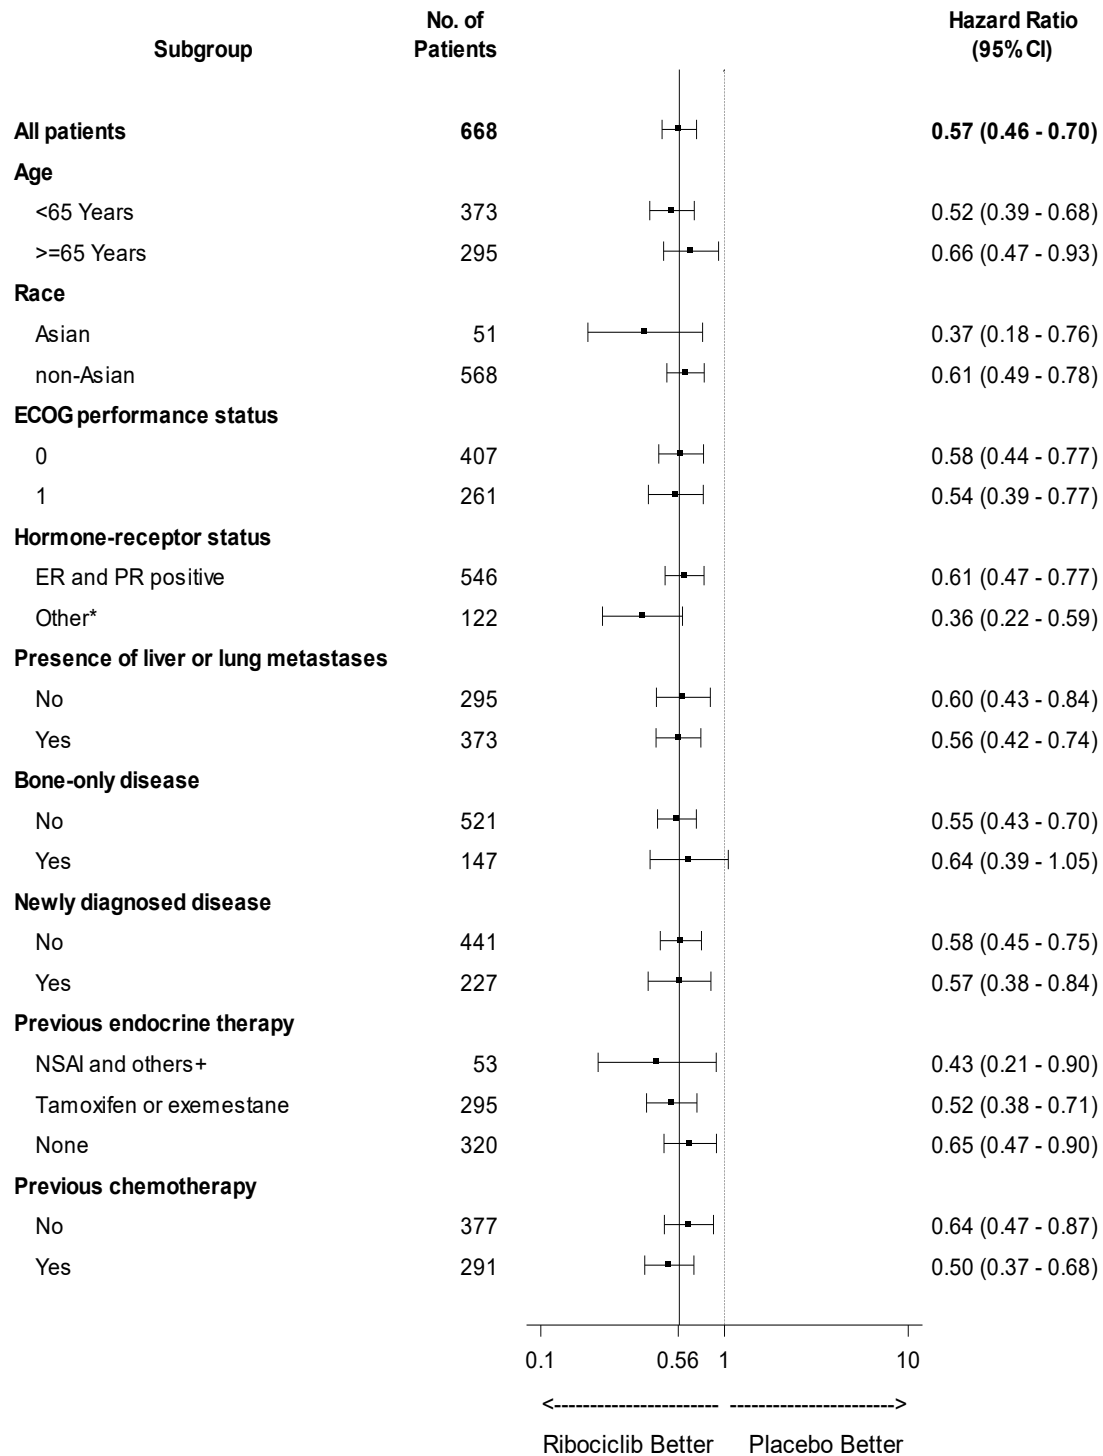 Subgroup No. of Patients Hazard Ratio (95% CI)
All patients 668 0.57 (0.46 - 0.70)
Age
<65 Years 373 0.52 (0.39 - 0.68)
>=65 Years 295 0.66 (0.47 - 0.93)
Race
Asian 51 0.37 (0.18 - 0.76)
non-Asian 568 0.61 (0.49 - 0.78)
ECOG performance status
0 407 0.58 (0.44 - 0.77)
1 261 0.54 (0.39 - 0.77)
Hormone-receptor status
ER and PR positive 546 0.61 (0.47 - 0.77)
Other* 122 0.36 (0.22 - 0.59)
Presence of liver or lung metastases
No 295 0.60 (0.43 - 0.84)
Yes 373 0.56 (0.42 - 0.74)
Bone-only disease
No 521 0.55 (0.43 - 0.70)
Yes 147 0.64 (0.39 - 1.05)
Newly diagnosed disease
No 441 0.58 (0.45 - 0.75)
Yes 227 0.57 (0.38 - 0.84)
Previous endocrine therapy
NSAI and others+ 53 0.43 (0.21 - 0.90)
Tamoxifen or exemestane 295 0.52 (0.38 - 0.71)
None 320 0.65 (0.47 - 0.90)
Previous chemotherapy
No 377 0.64 (0.47 - 0.87)
Yes 291 0.50 (0.37 - 0.68)
0.1 0.56 1 10
<----------------------- ----------------------->
Ribociclib Better Placebo Better